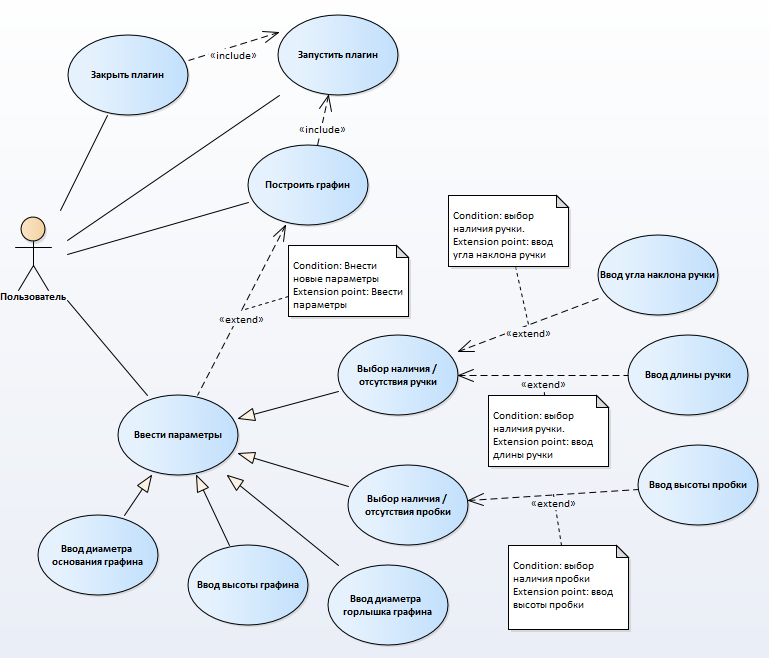 Запустить плагин
Закрыть плагин
«include»
«include»
Построить графин
Condition: выбор
наличия ручки.
Extension point: ввод
угла наклона ручки
Condition: Внести
новые параметры
Extension point: Ввести
параметры
Ввод угла наклона ручки
Пользователь
«extend»
«extend»
Выбор наличия /
отсутствия ручки
Ввод длины ручки
«extend»
Condition: выбор
наличия ручки.
Extension point: ввод
длины ручки
Ввести параметры
Ввод высоты пробки
Выбор наличия /
отсутствия пробки
«extend»
Ввод диаметра
основания графина
Condition: выбор
наличия пробки
Extension point: ввод
высоты пробки
Ввод высоты графина
Ввод диаметра
горлышка графина